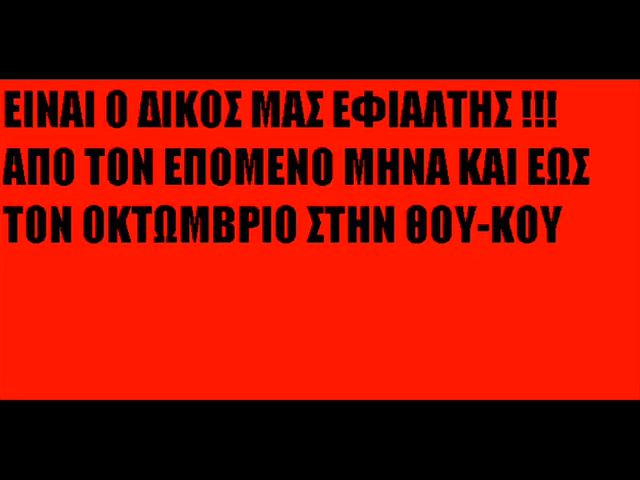 ΕΙΝΑΙ Ο ΔΙΚΟΣ ΜΑΣ ΕΦΙΑΛΤΗΣ !!!
ΑΠΟ ΤΟΝ ΕΠΟΜΕΝΟ ΜΗΝΑ ΚΑΙ ΕΩΣ
ΤΟΝ ΟΚΤΩΜΒΡΙΟ ΣΤΗΝ ΘΟΥ-ΚΟΥ